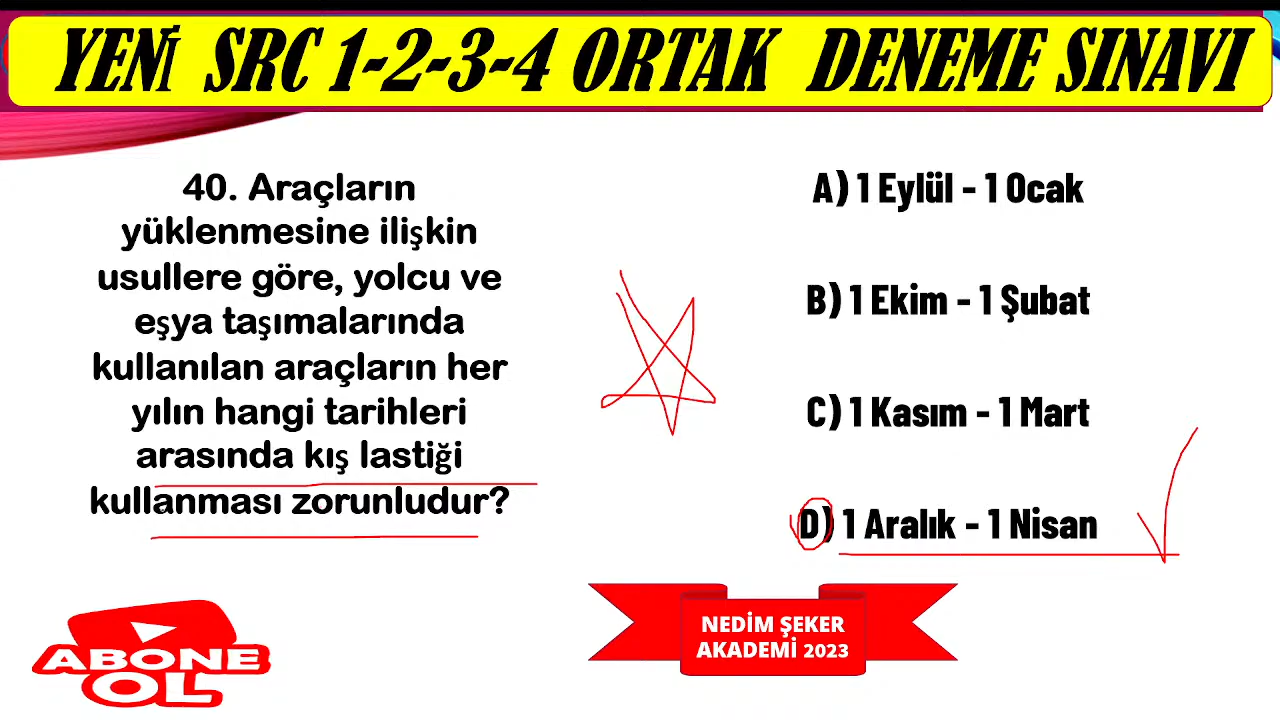 YENİ SRC 1-2-3-4 ORTAK DENEME SINAVI
40. Araçların
yüklenmesine ilişkin
usullere göre, yolcu ve
eşya taşımalarında
kullanılan araçların her
yılın hangi tarihleri
arasında kış lastiği
kullanması zorunludur?
A) 1 Eylül - 1 Ocak
B) 1 Ekim - 1 Şubat
C) 1 Kasım - 1 Mart
D) 1 Aralık - 1 Nisan
NEDİM ŞEKER
AKADEMİ 2023
ABONE
OL